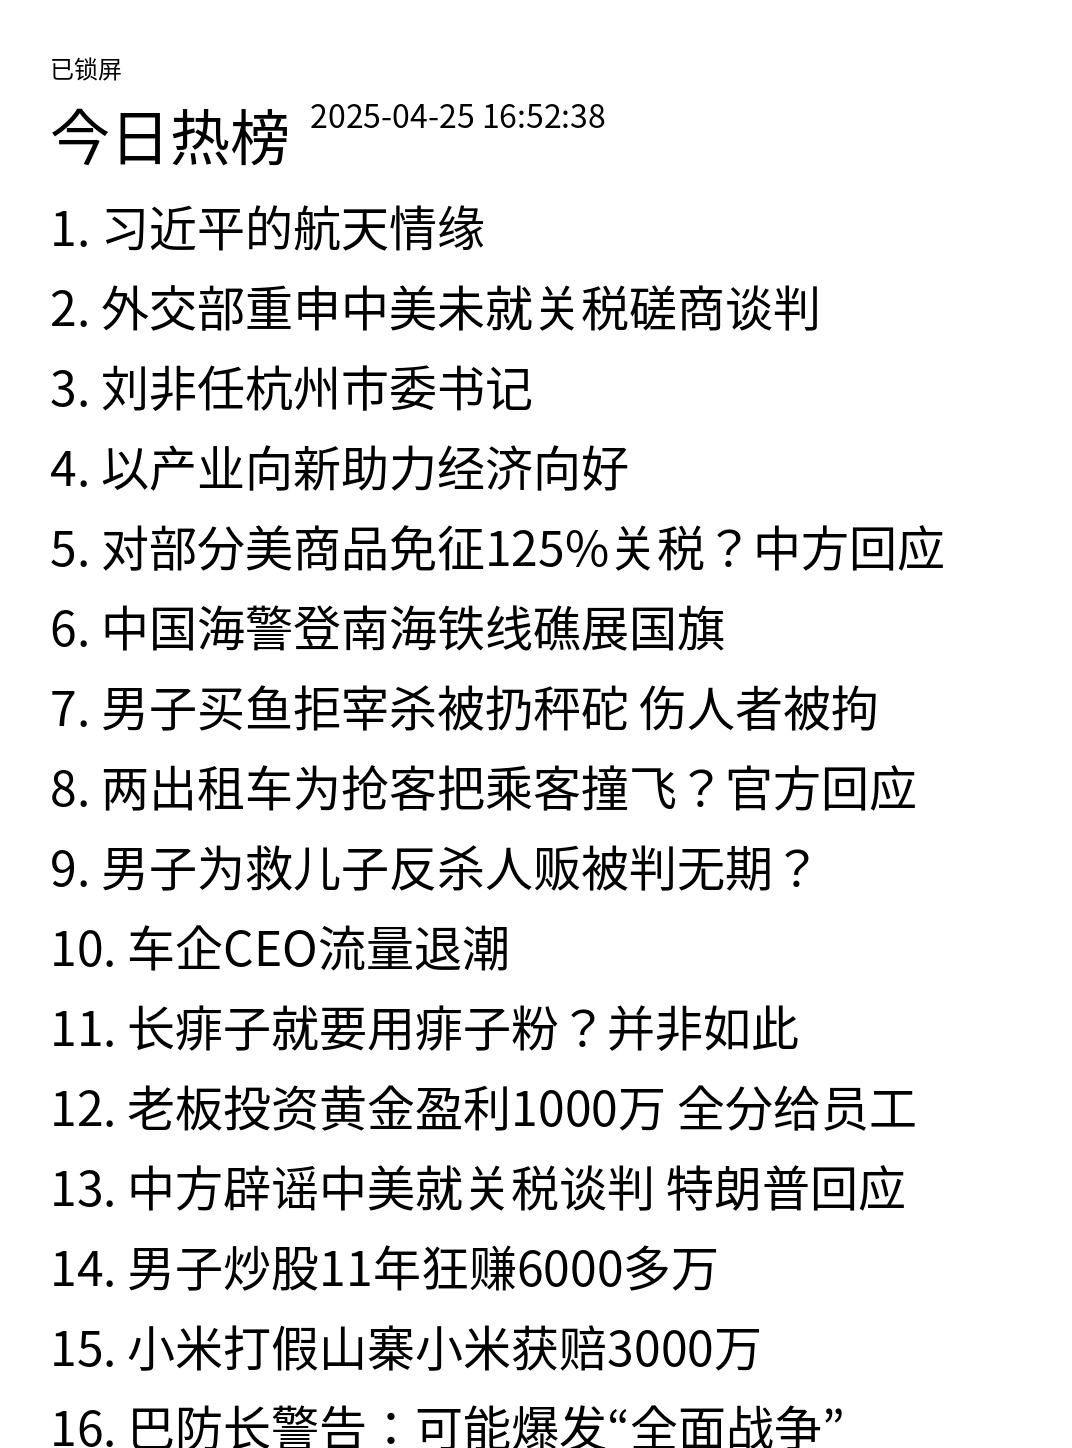 已锁屏
今日热榜 2025-04-25 16:52:38
1. 习近平的航天情缘
2. 外交部重申中美未就关税磋商谈判
3. 刘非任杭州市委书记
4. 以产业向新助力经济向好
5. 对部分美商品免征125%关税？中方回应
6. 中国海警登南海铁线礁展国旗
7. 男子买鱼拒宰杀被扔秤砣 伤人者被拘
8. 两出租车为抢客把乘客撞飞？官方回应
9. 男子为救儿子反杀人贩被判无期？
10. 车企CEO流量退潮
11. 长痱子就要用痱子粉？并非如此
12. 老板投资黄金盈利1000万 全分给员工
13. 中方辟谣中美就关税谈判 特朗普回应
14. 男子炒股11年狂赚6000多万
15. 小米打假山寨小米获赔3000万
16. 巴防长警告：可能爆发“全面战争”